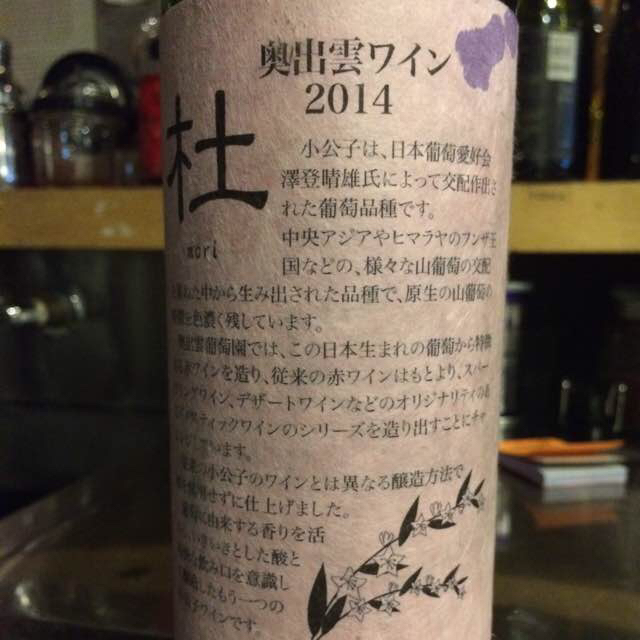 奥出雲ワイン
2014
杜
mori
小公子は、日本葡萄愛好会
澤登晴雄氏によって交配作出さ
れた葡萄品種です。
中央アジアやヒマラヤのフンザ王
国などの、様々な山葡萄の交配
中から生み出された品種で、原生の山葡萄の
を色濃く残しています。
奥出雲葡萄園では、この日本生まれの葡萄から特徴
赤ワインを造り、従来の赤ワインはもとより、スパー
リングワイン、デザートワインなどのオリジナリティのあ
ティックワインのシリーズを造り出すことにチャ
います。
従来の小公子のワインとは異なる醸造方法で
せずに仕上げました。
に由来する香りを活
いきいきとした酸と
飲み口を意識し
したもう一つの
ワインです。